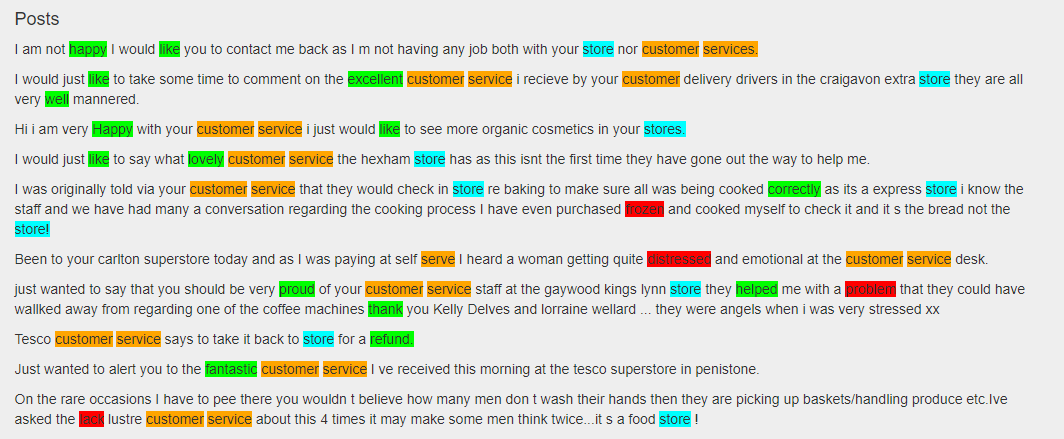 Posts
I am not happy I would like you to contact me back as I m not having any job both with your store nor customer services.
I would just like to take some time to comment on the excellent customer service i recieve by your customer delivery drivers in the craigavon extra store they are all
very well mannered.
Hi i am very Happy with your customer service i just would like to see more organic cosmetics in your stores.
I would just like to say what lovely customer service the hexham store has as this isnt the first time they have gone out the way to help me.
I was originally told via your customer service that they would check in store re baking to make sure all was being cooked correctly as its a express store i know the
staff and we have had many a conversation regarding the cooking process I have even purchased frozen and cooked myself to check it and it s the bread not the
store!
Been to your carlton superstore today and as I was paying at self serve I heard a woman getting quite distressed and emotional at the customer service desk.
just wanted to say that you should be very proud of your customer service staff at the gaywood kings lynn store they helped me with a problem that they could have
wallked away from regarding one of the coffee machines thank you Kelly Delves and lorraine wellard ... they were angels when i was very stressed xx
Tesco customer service says to take it back to store for a refund.
Just wanted to alert you to the fantastic customer service I ve received this morning at the tesco superstore in penistone.
On the rare occasions I have to pee there you wouldn t believe how many men don t wash their hands then they are picking up baskets/handling produce etc.Ive
asked the lack lustre customer service about this 4 times it may make some men think twice...it s a food store !